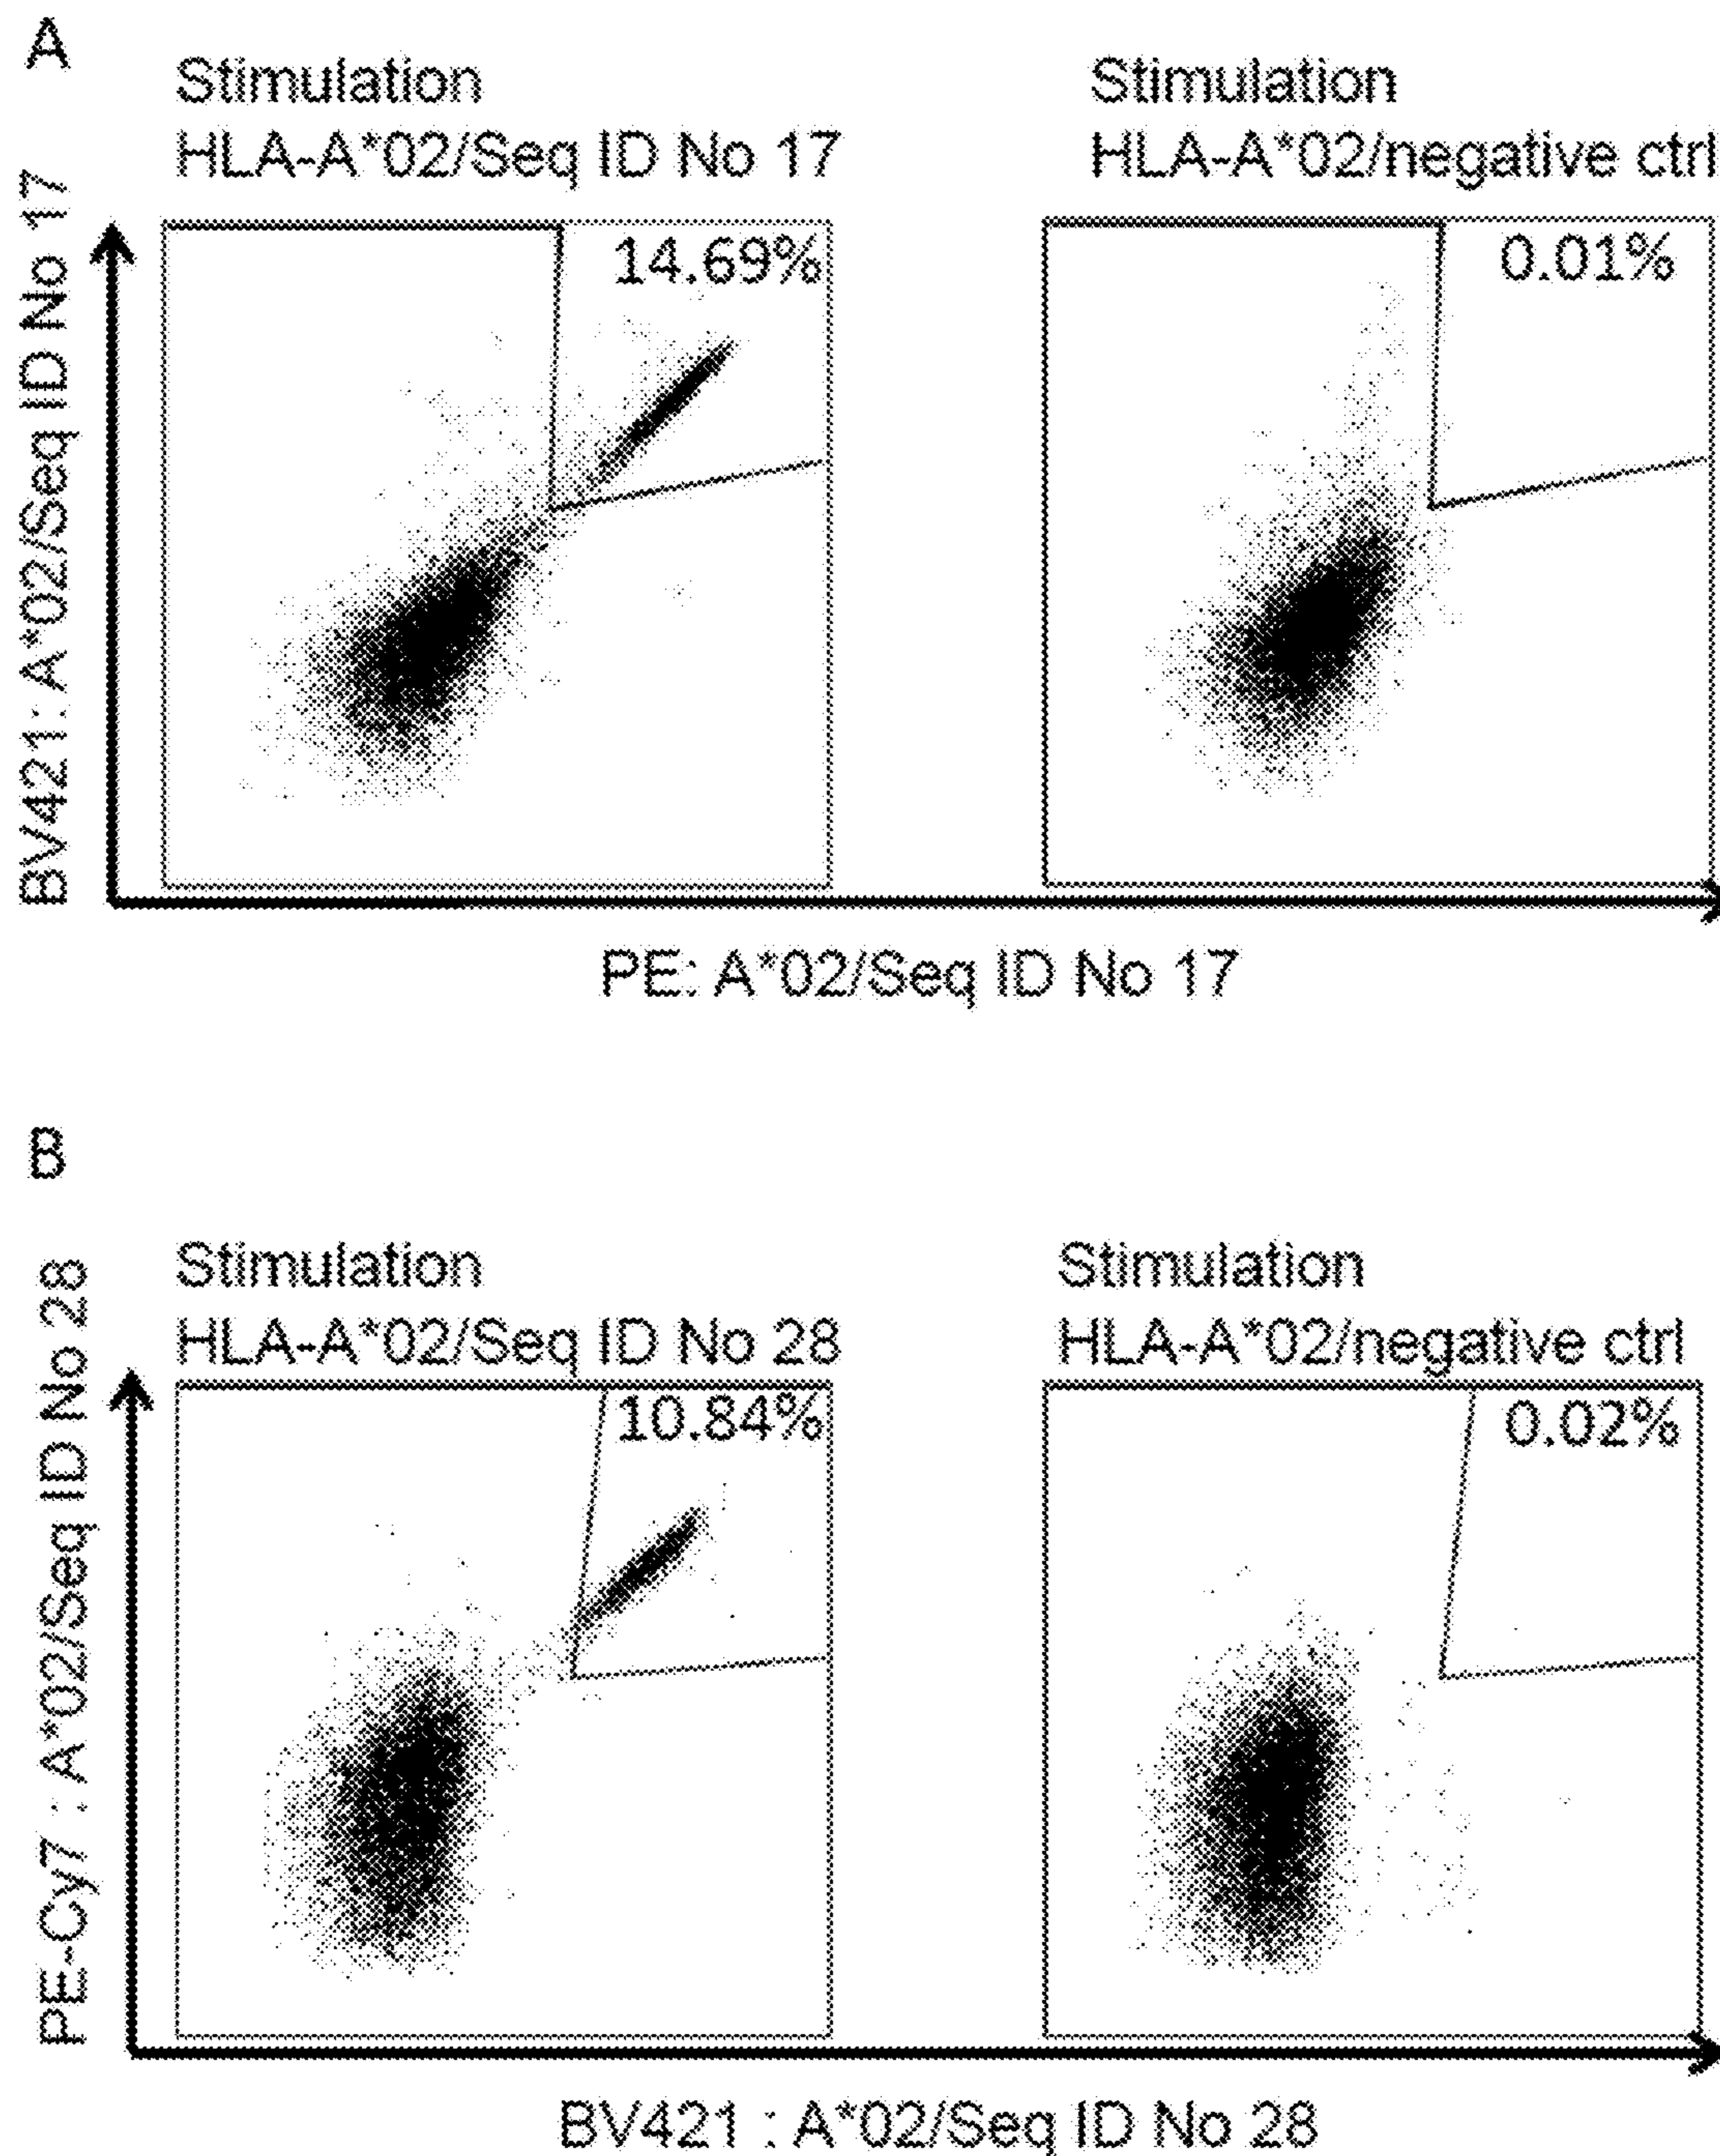 A
Stimulation
HLA-A*02/Seq ID No 17
Stimulation
HLA-A*02/negative ctrl
BV421: A*02/Seq ID No 17
14.69%
0.01%
PE: A*02/Seq ID No 17
B
Stimulation
HLA-A*02/Seq ID No 28
Stimulation
HLA-A*02/negative ctrl
PE-Cy7 : A*02/Seq ID No 28
10.84%
0.02%
BV421 : A*02/Seq ID No 28